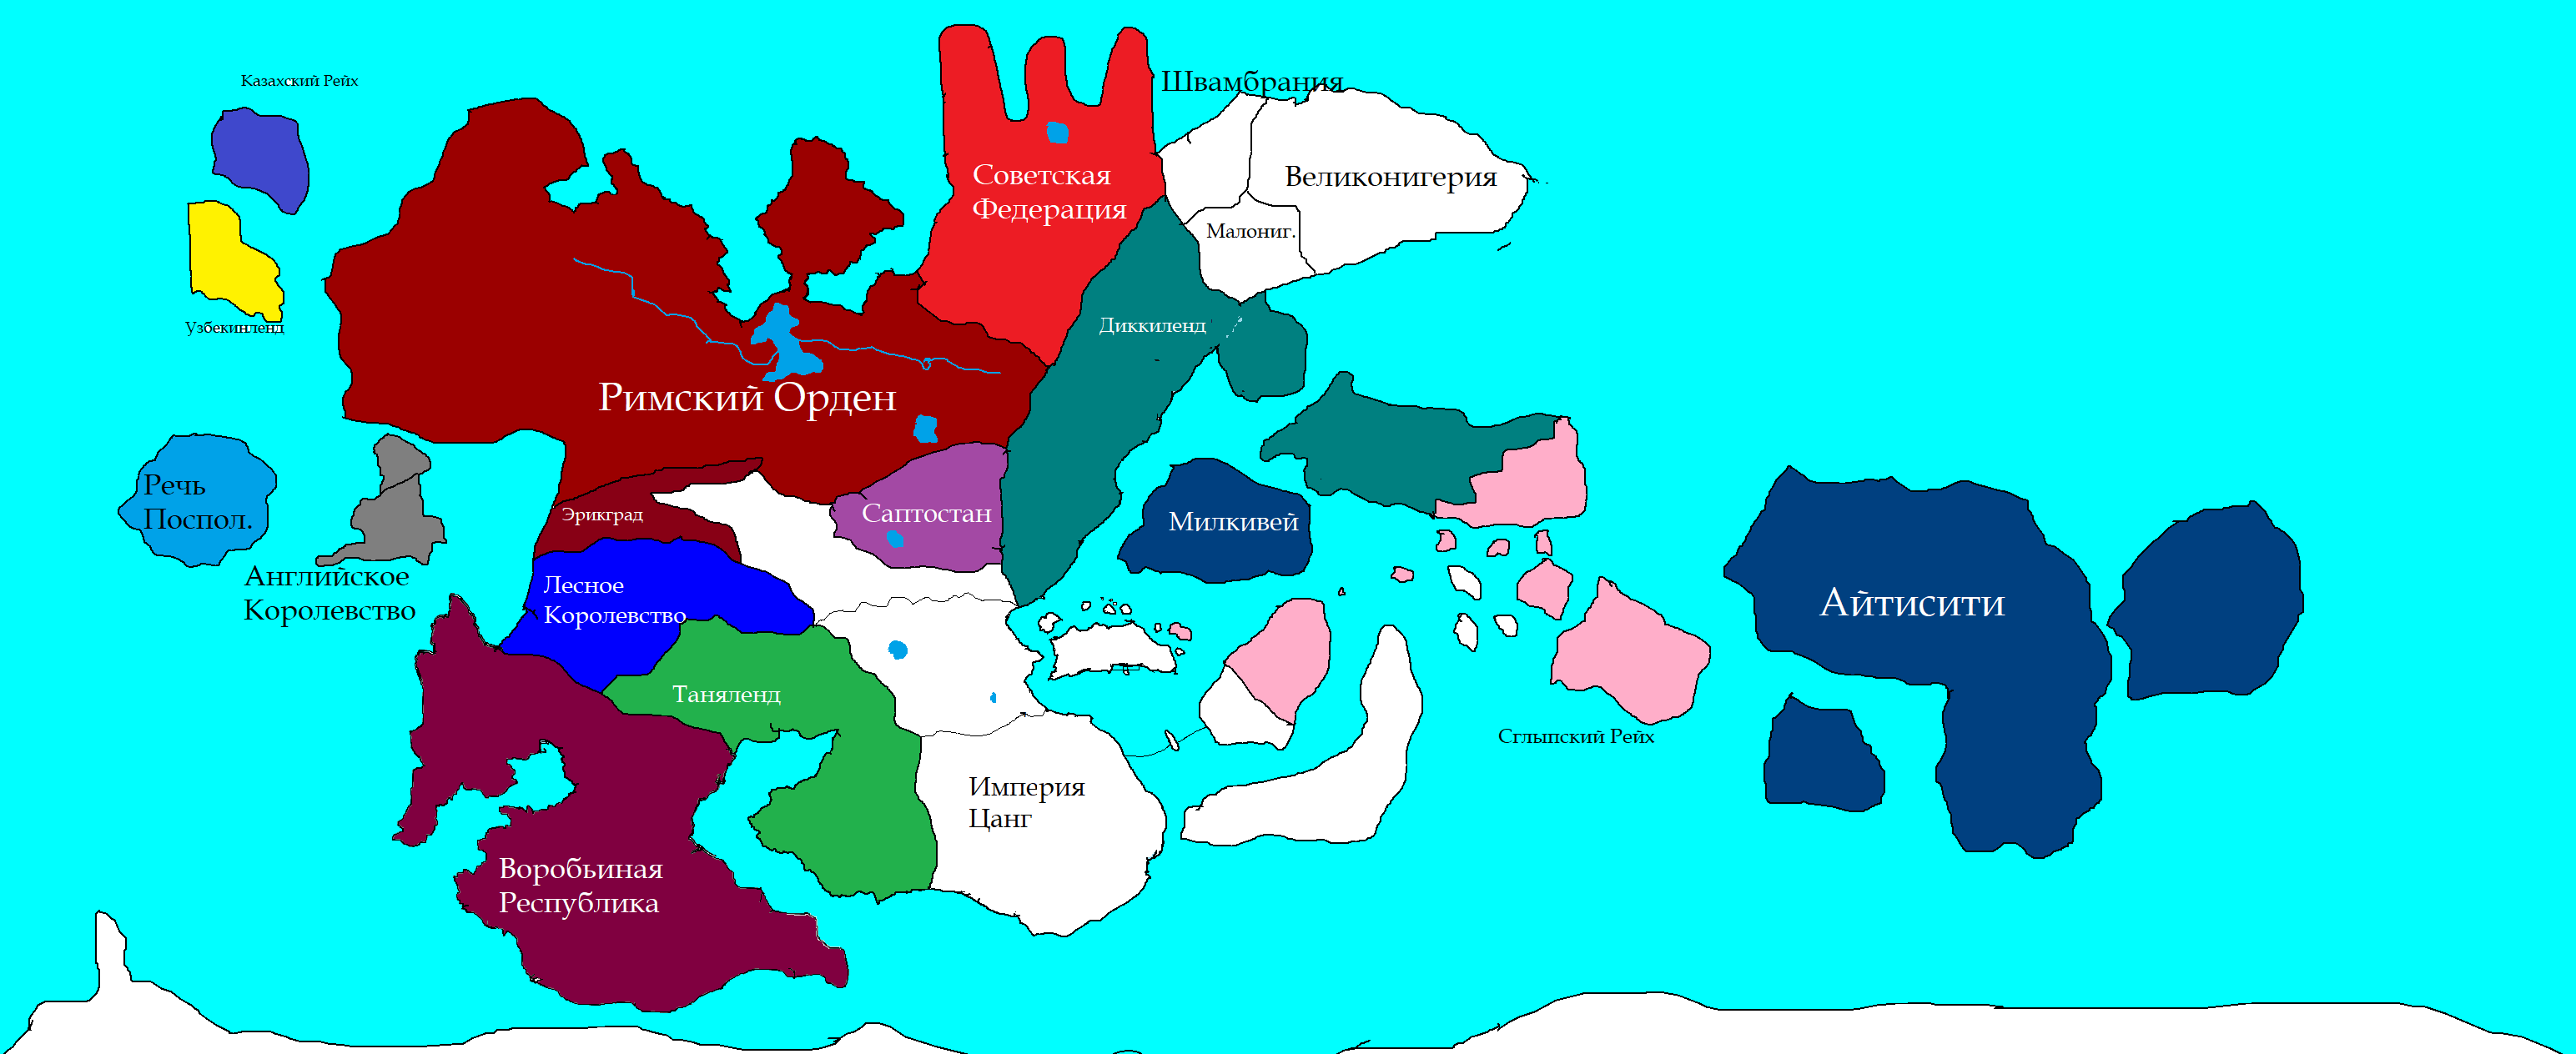 Казахский Рейх
Швамбрания
Советская
Федерация
Великонигерия
Малониг.
Узбекинленд
Диккиленд
Римский Орден
Речь
Поспол.
Эрикград
Саптостан
Милкивей
Английское
Королевство
Лесное
Королевство
Айтисити
Таняленд
Сглыпский Рейх
Империя
Цанг
Воробьиная
Республика